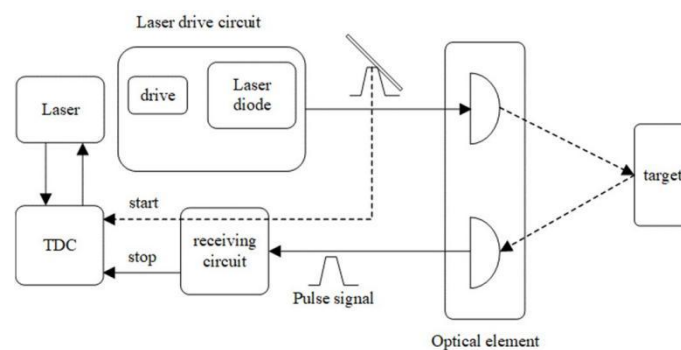 Laser drive circuit
Laser
drive
Laser
diode
target
start
TDC
stop
receiving
circuit
Pulse signal
Optical element